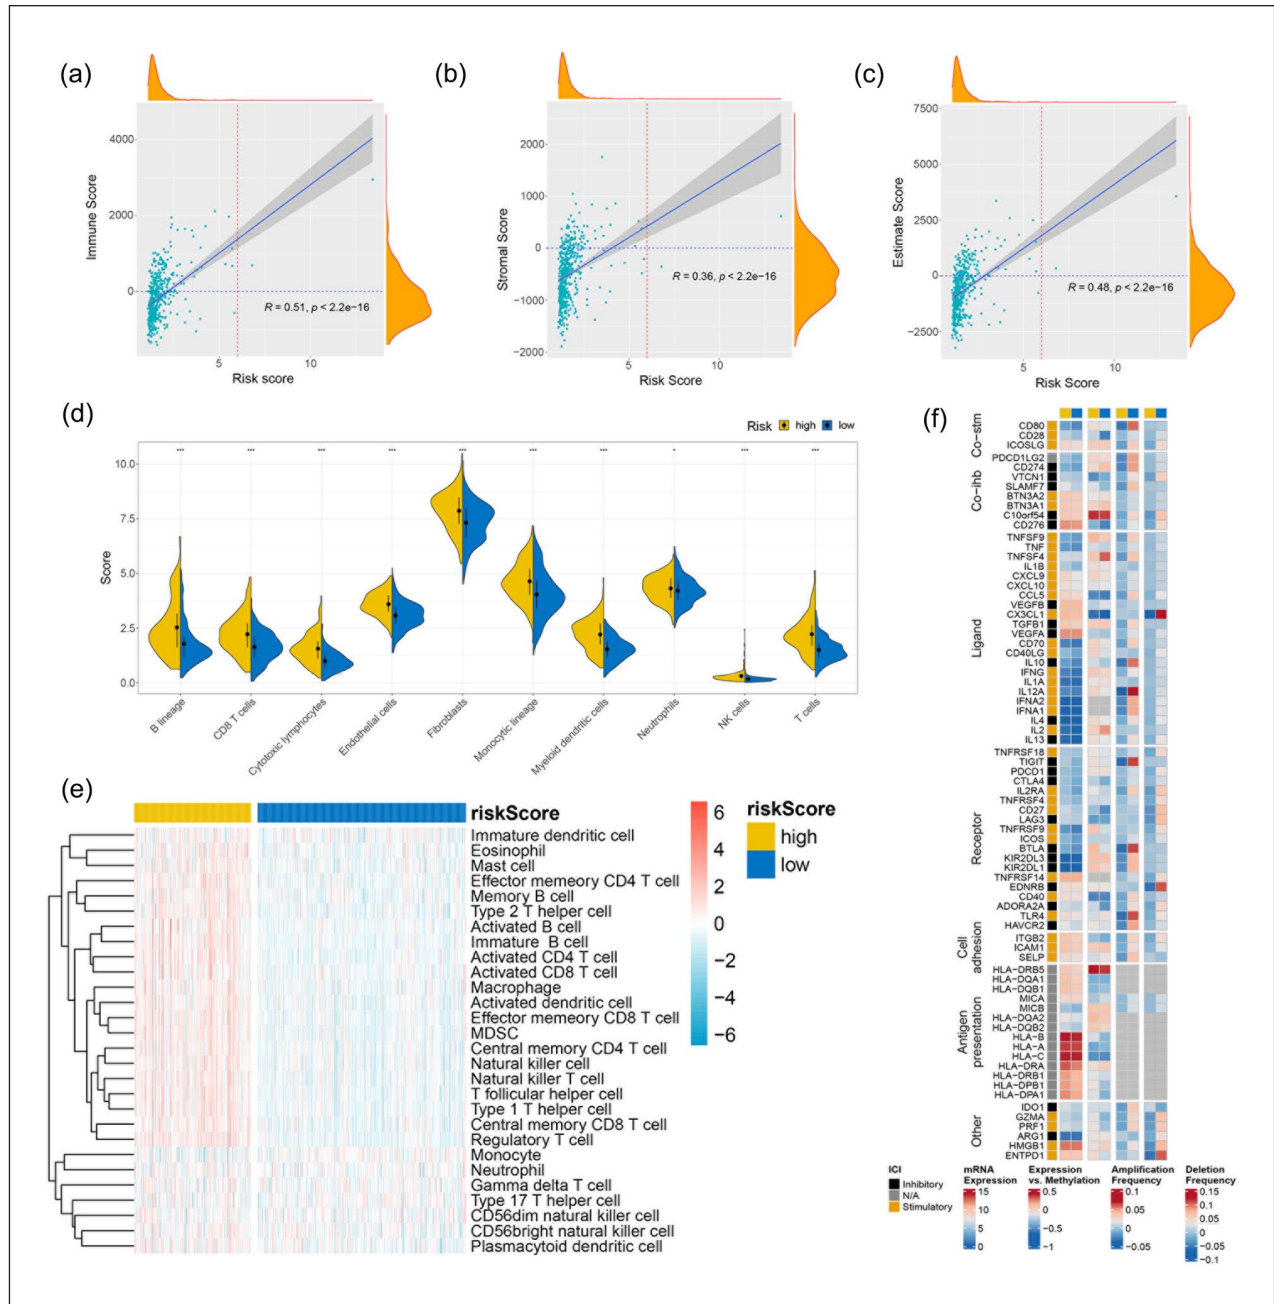 (a)
4000
2000
0
Immune Score
R = 0.51, p < 2.2e−16
5
10
Risk score
(b)
2000
1000
0
−1000
−2000
Stromal Score
R = 0.36, p < 2.2e−16
5
10
Risk Score
(c)
7500
5000
2500
0
−2500
Estimate Score
R = 0.48, p < 2.2e−16
5
10
Risk Score
(d)
Risk high low
10.0
7.5
5.0
2.5
0.0
Score
*** *** *** *** *** *** *** * *** ***
B lineage
CD8 T cells
Cytotoxic lymphocytes
Endothelial cells
Fibroblasts
Monocytic lineage
Myeloid dendritic cells
Neutrophils
NK cells
T cells
(e)
riskScore
Immature dendritic cell
Eosinophil
Mast cell
Effector memeory CD4 T cell
Memory B cell
Type 2 T helper cell
Activated B cell
Immature B cell
Activated CD4 T cell
Activated CD8 T cell
Macrophage
Activated dendritic cell
Effector memeory CD8 T cell
MDSC
Central memory CD4 T cell
Natural killer cell
Natural killer T cell
T follicular helper cell
Type 1 T helper cell
Central memory CD8 T cell
Regulatory T cell
Monocyte
Neutrophil
Gamma delta T cell
Type 17 T helper cell
CD56dim natural killer cell
CD56bright natural killer cell
Plasmacytoid dendritic cell
6
4
2
0
−2
−4
−6
riskScore
high
low
(f)
Co−stm
CD80
CD28
ICOSLG
Co−ihb
PDCD1LG2
CD274
VTCN1
SLAMF7
BTN3A2
BTN3A1
C10orf54
CD276
Ligand
TNFSF9
TNF
TNFSF4
IL1B
CXCL9
CXCL10
CCL5
VEGFB
CX3CL1
TGFB1
VEGFA
CD70
CD40LG
IL10
IFNG
IL1A
IL12A
IFNA2
IFNA1
IL4
IL2
IL13
Receptor
TNFRSF18
TIGIT
PDCD1
CTLA4
IL2RA
TNFRSF4
CD27
LAG3
TNFRSF9
ICOS
BTLA
KIR2DL3
KIR2DL1
TNFRSF14
EDNRB
CD40
ADORA2A
TLR4
HAVCR2
Cell
adhesion
ITGB2
ICAM1
SELP
Antigen
presentation
HLA−DRB5
HLA−DQA1
HLA−DQB1
MICA
MICB
HLA−DQA2
HLA−DQB2
HLA−B
HLA−A
HLA−C
HLA−DRA
HLA−DRB1
HLA−DPB1
HLA−DPA1
Other
IDO1
GZMA
PRF1
ARG1
HMGB1
ENTPD1
ICI
Inhibitory
N/A
Stimulatory
mRNA
Expression
15
10
5
0
Expression
vs. Methylation
0.5
0
−0.5
−1
Amplification
Frequency
0.1
0.05
0
−0.05
Deletion
Frequency
0.15
0.1
0.05
0
−0.05
−0.1